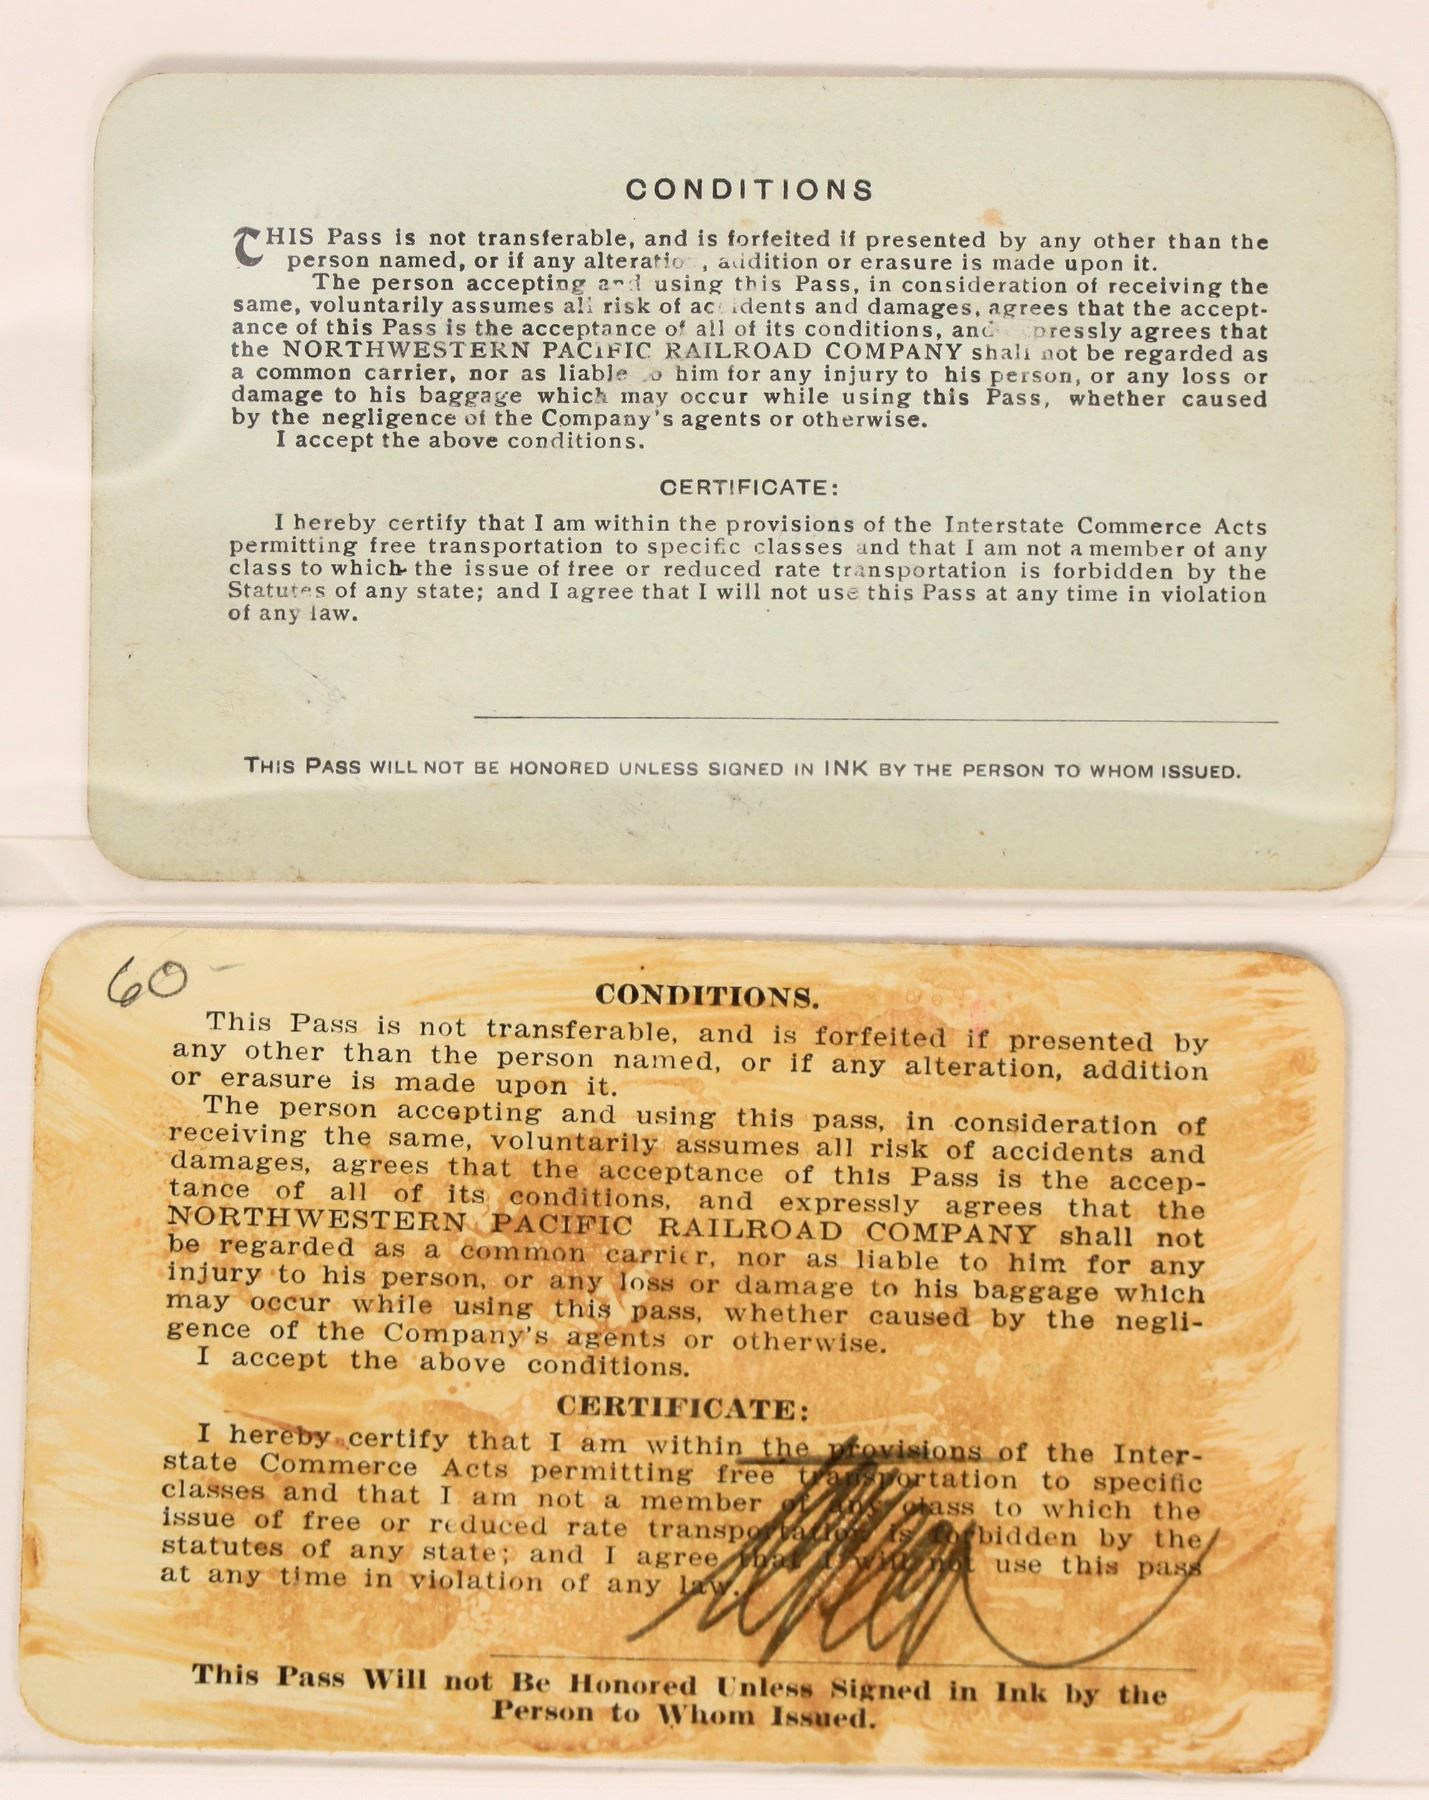 CONDITIONS
THIS Pass is not transferable, and is forfeited if presented by any other than the
person named, or if any alteration, addition or erasure is made upon it.
The person accepting and using this Pass, in consideration of receiving the
same, voluntarily assumes all risk of accidents and damages, agrees that the accept-
ance of this Pass is the acceptance of all of its conditions, and expressly agrees that
the NORTHWESTERN PACIFIC RAILROAD COMPANY shall not be regarded as
a common carrier, nor as liable to him for any injury to his person, or any loss or
damage to his baggage which may occur while using this Pass, whether caused
by the negligence of the Company's agents or otherwise.
I accept the above conditions.
CERTIFICATE:
I hereby certify that I am within the provisions of the Interstate Commerce Acts
permitting free transportation to specific classes and that I am not a member of any
class to which the issue of free or reduced rate transportation is forbidden by the
Statutes of any state; and I agree that I will not use this Pass at any time in violation
of any law.
THIS PASS WILL NOT BE HONORED UNLESS SIGNED IN INK BY THE PERSON TO WHOM ISSUED.
60-
CONDITIONS.
This Pass is not transferable, and is forfeited if presented by
any other than the person named, or if any alteration, addition
or erasure is made upon it.
The person accepting and using this pass, in consideration of
receiving the same, voluntarily assumes all risk of accidents and
damages, agrees that the acceptance of this Pass is the accep-
tance of all of its conditions, and expressly agrees that the
NORTHWESTERN PACIFIC RAILROAD COMPANY shall not
be regarded as a common carrier, nor as liable to him for any
injury to his person, or any loss or damage to his baggage which
may occur while using this pass, whether caused by the negli-
gence of the Company's agents or otherwise.
I accept the above conditions.
CERTIFICATE:
I hereby certify that I am within the provisions of the Inter-
state Commerce Acts permitting free transportation to specific
classes and that I am not a member of any class to which the
issue of free or reduced rate transportation is forbidden by the
statutes of any state; and I agree that I will not use this pass
at any time in violation of any law.
This Pass Will not Be Honored Unless Signed in Ink by the
Person to Whom Issued.